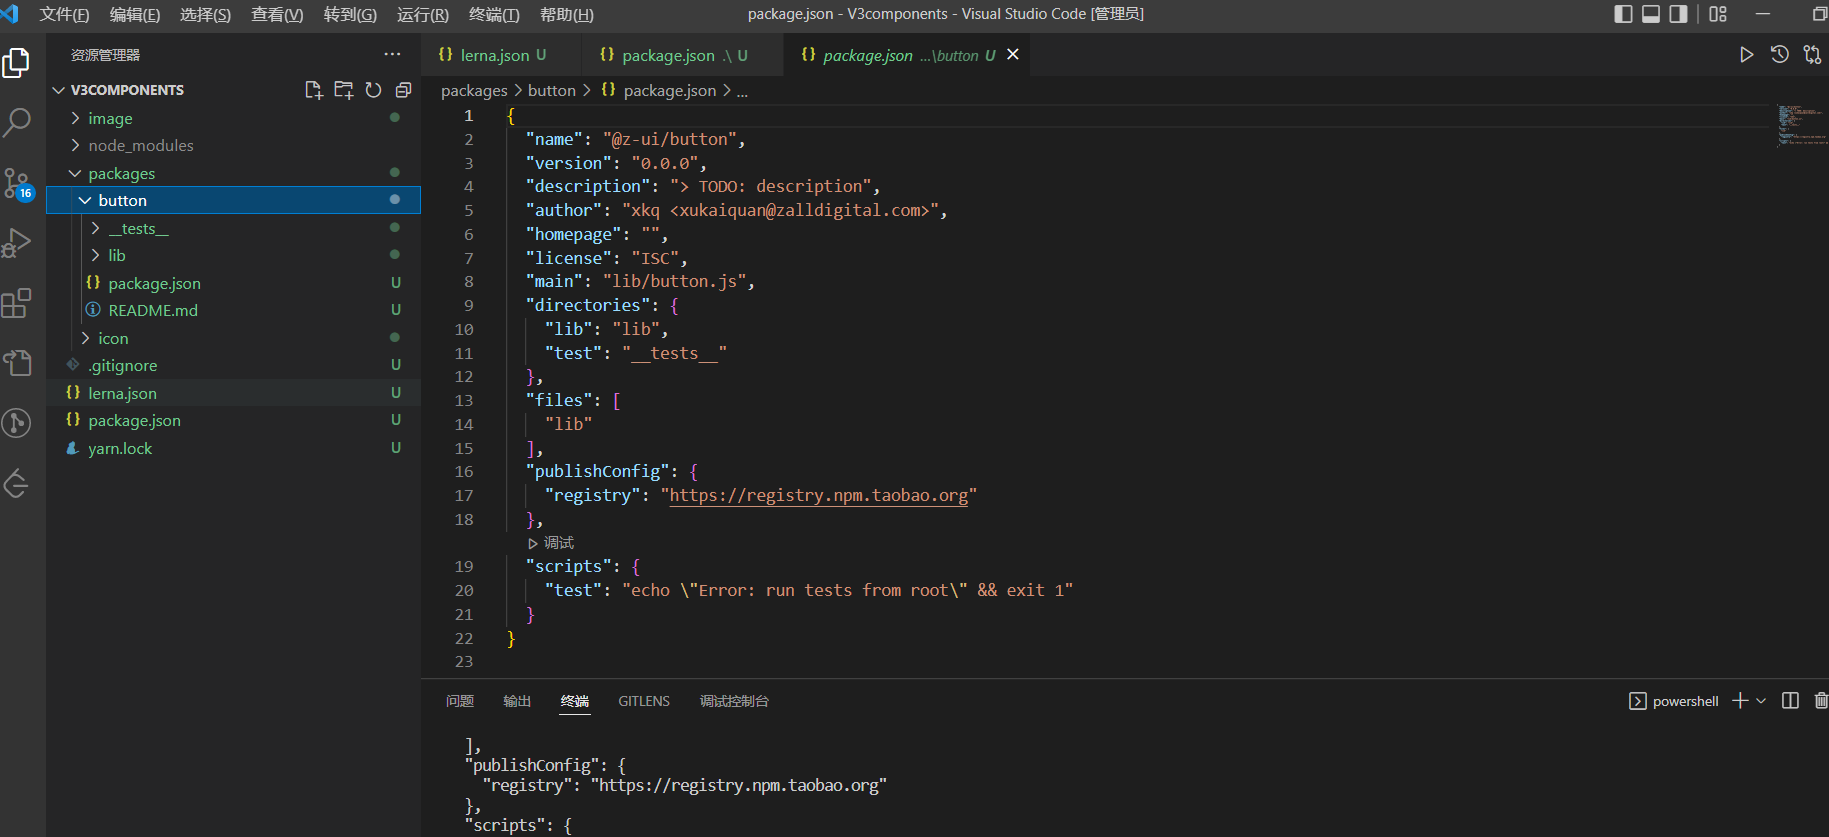 文件(F) 编辑(E) 选择(S) 查看(V) 转到(G) 运行(R) 终端(T) 帮助(H) package.json - V3components - Visual Studio Code [管理员]
资源管理器 ···
{} lerna.json U {} package.json .\ U {} package.json ...\button U
V3COMPONENTS
packages > button > {} package.json > ...
image
node_modules
packages
button
__tests__
lib
{} package.json U
README.md U
icon
.gitignore U
{} lerna.json U
{} package.json U
yarn.lock U
16
1 {
2 "name": "@z-ui/button",
3 "version": "0.0.0",
4 "description": "> TODO: description",
5 "author": "xkq <xukaiquan@zalldigital.com>",
6 "homepage": "",
7 "license": "ISC",
8 "main": "lib/button.js",
9 "directories": {
10 "lib": "lib",
11 "test": "__tests__"
12 },
13 "files": [
14 "lib"
15 ],
16 "publishConfig": {
17 "registry": "https://registry.npm.taobao.org"
18 },
调试
19 "scripts": {
20 "test": "echo \"Error: run tests from root\" && exit 1"
21 }
22 }
23
问题 输出 终端 GITLENS 调试控制台 powershell
],
"publishConfig": {
"registry": "https://registry.npm.taobao.org"
},
"scripts": {